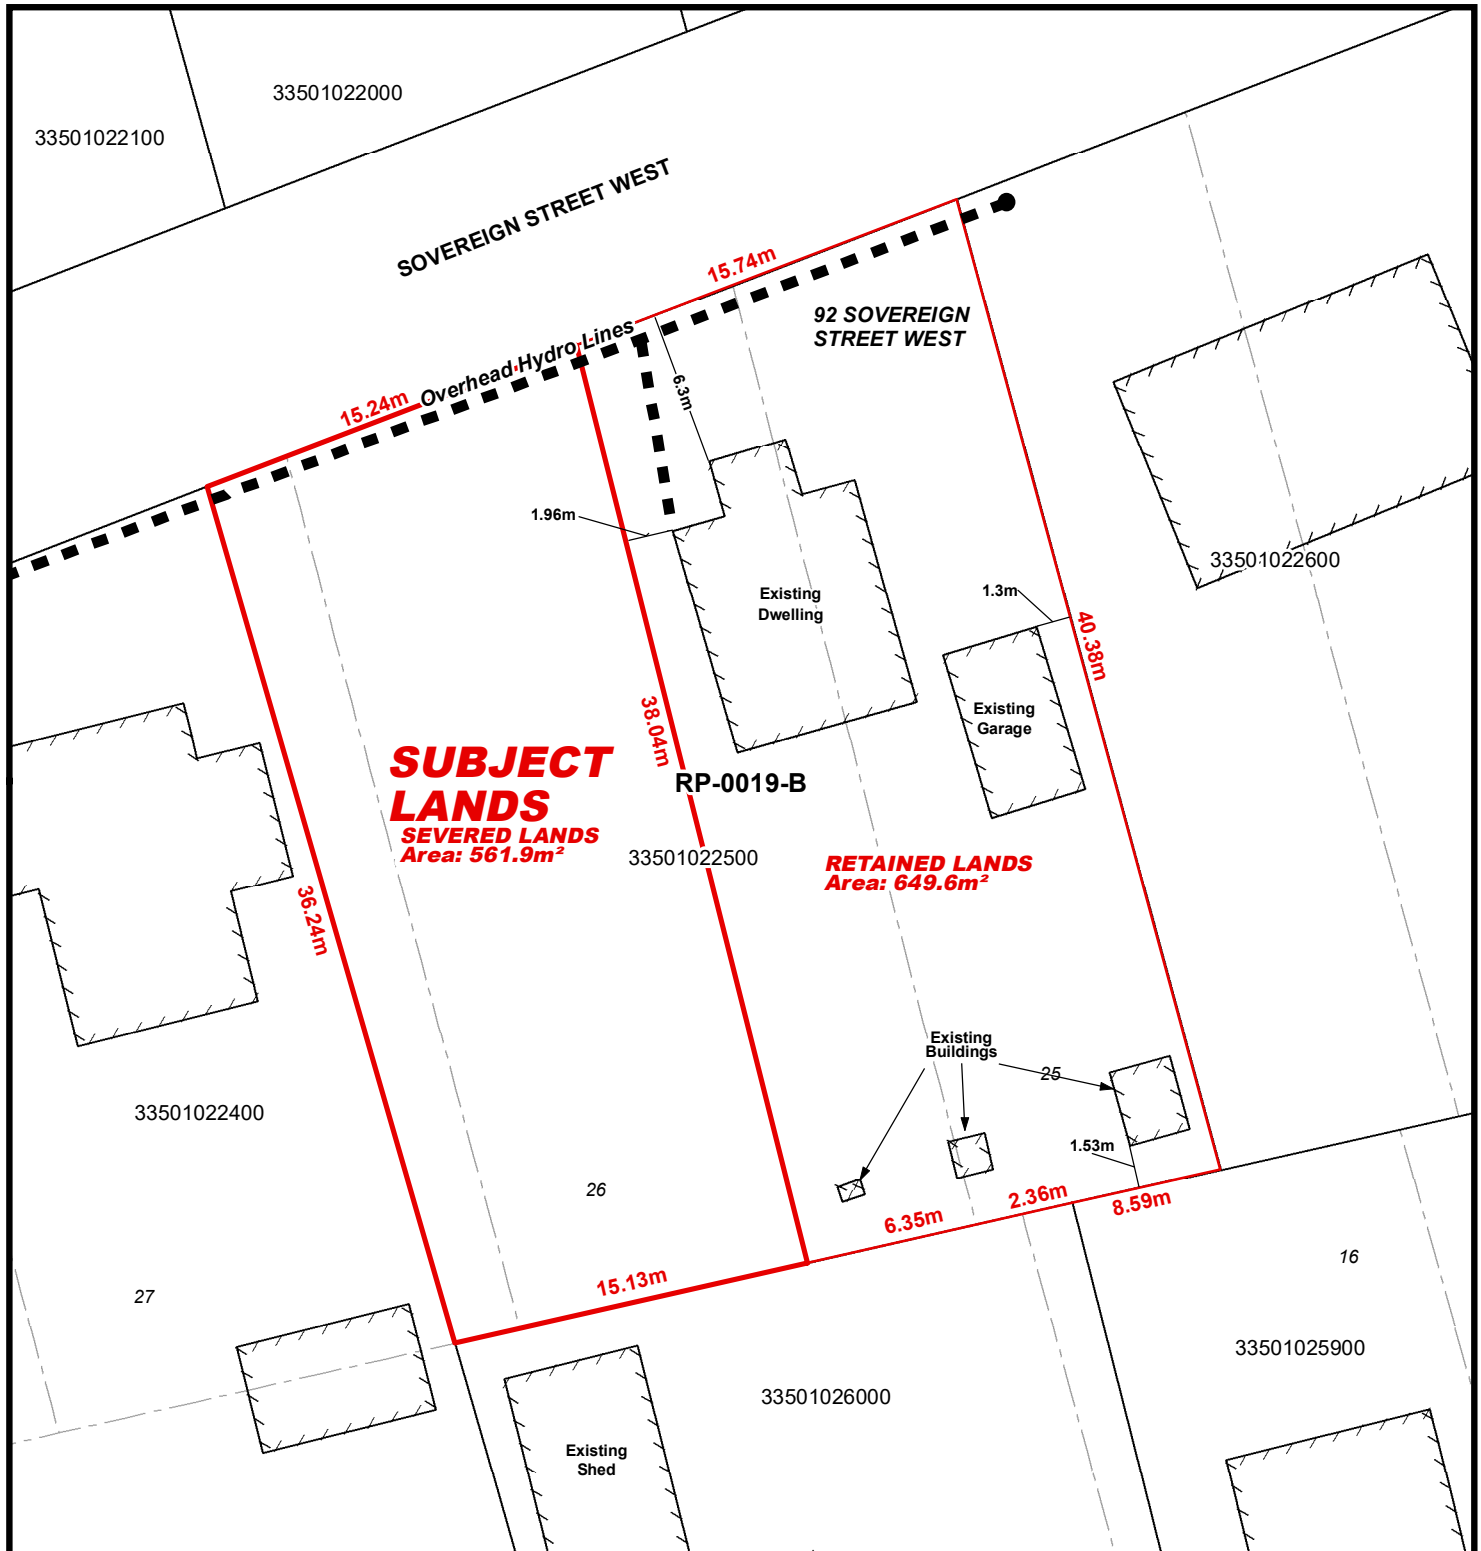 33501022000
33501022100
SOVEREIGN STREET WEST
15.74m
92 SOVEREIGN
STREET WEST
Overhead Hydro Lines
15.24m
6.3m
1.96m
33501022600
Existing
Dwelling
1.3m
40.38m
Existing
Garage
38.04m
SUBJECT
LANDS
SEVERED LANDS
Area: 561.9m²
RP-0019-B
33501022500
RETAINED LANDS
Area: 649.6m²
36.24m
Existing
Buildings
25
33501022400
1.53m
26
2.36m
8.59m
6.35m
15.13m
16
27
33501025900
33501026000
Existing
Shed